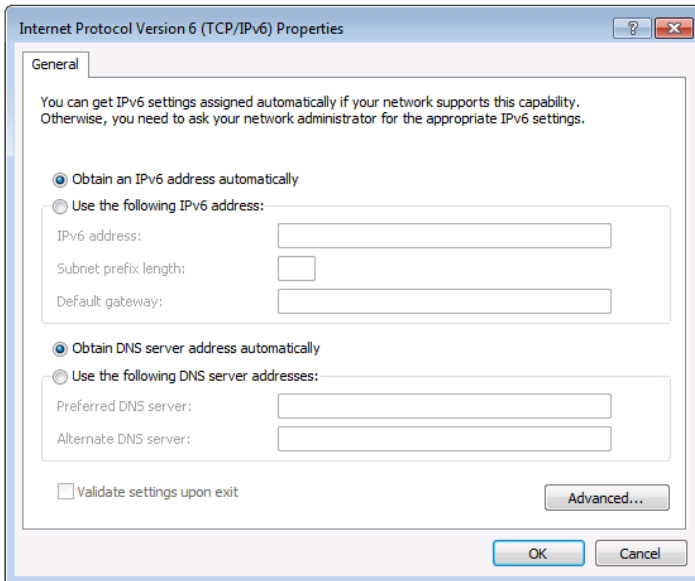 Internet Protocol Version 6 (TCP/IPv6) Properties
?
General
You can get IPv6 settings assigned automatically if your network supports this capability.
Otherwise, you need to ask your network administrator for the appropriate IPv6 settings.
Obtain an IPv6 address automatically
Use the following IPv6 address:
IPv6 address:
Subnet prefix length:
Default gateway:
Obtain DNS server address automatically
Use the following DNS server addresses:
Preferred DNS server:
Alternate DNS server:
Validate settings upon exit
Advanced...
OK Cancel